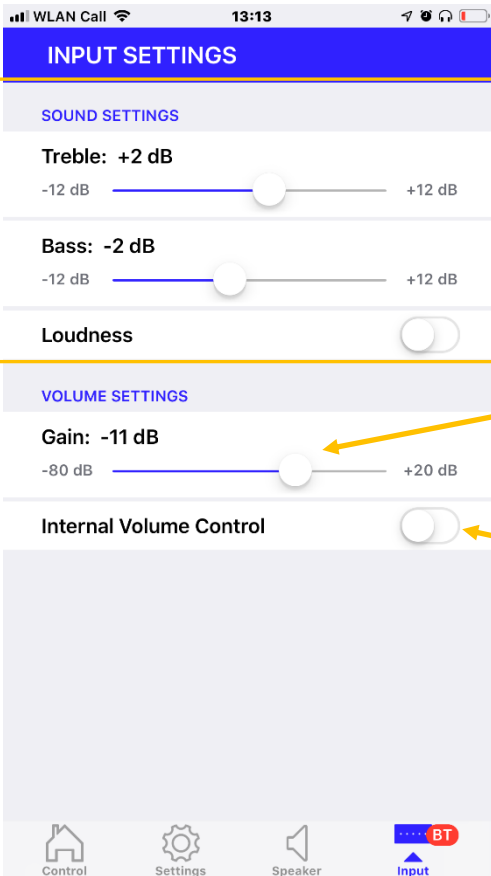 WLAN Call 13:13
INPUT SETTINGS
SOUND SETTINGS
Treble: +2 dB
-12 dB +12 dB
Bass: -2 dB
-12 dB +12 dB
Loudness
VOLUME SETTINGS
Gain: -11 dB
-80 dB +20 dB
Internal Volume Control
BT
Control Settings Speaker Input